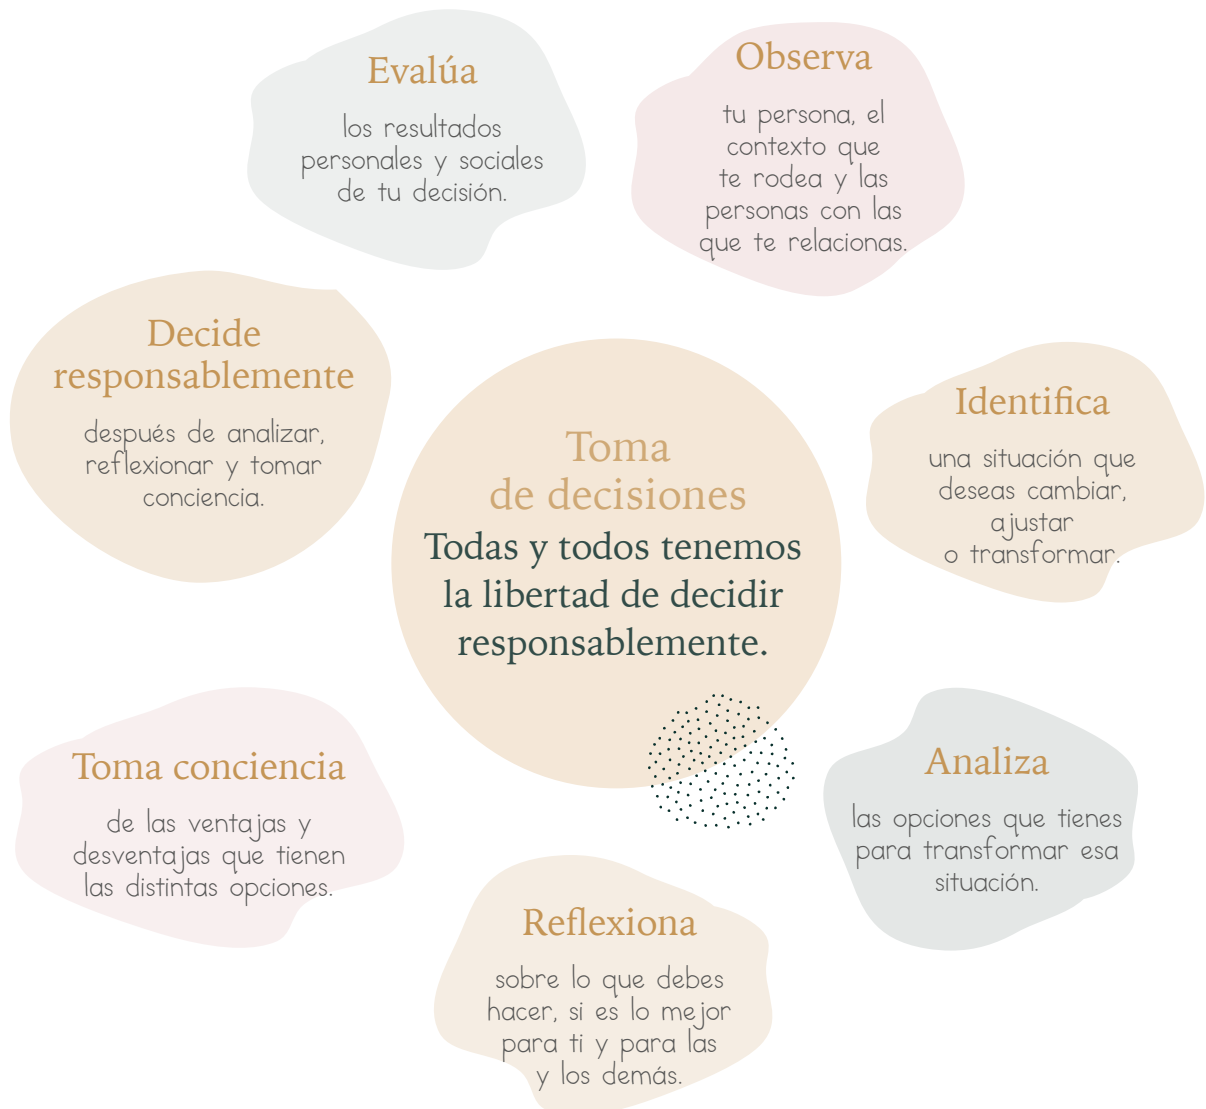 Evalúa
los resultados
personales y sociales
de tu decisión.
Observa
tu persona, el
contexto que
te rodea y las
personas con las
que te relacionas.
Decide
responsablemente
después de analizar,
reflexionar y tomar
conciencia.
Toma
de decisiones
Todas y todos tenemos
la libertad de decidir
responsablemente.
Identifica
una situación que
deseas cambiar,
ajustar
o transformar.
Toma conciencia
de las ventajas y
desventajas que tienen
las distintas opciones.
Analiza
las opciones que tienes
para transformar esa
situación.
Reflexiona
sobre lo que debes
hacer, si es lo mejor
para ti y para las
y los demás.